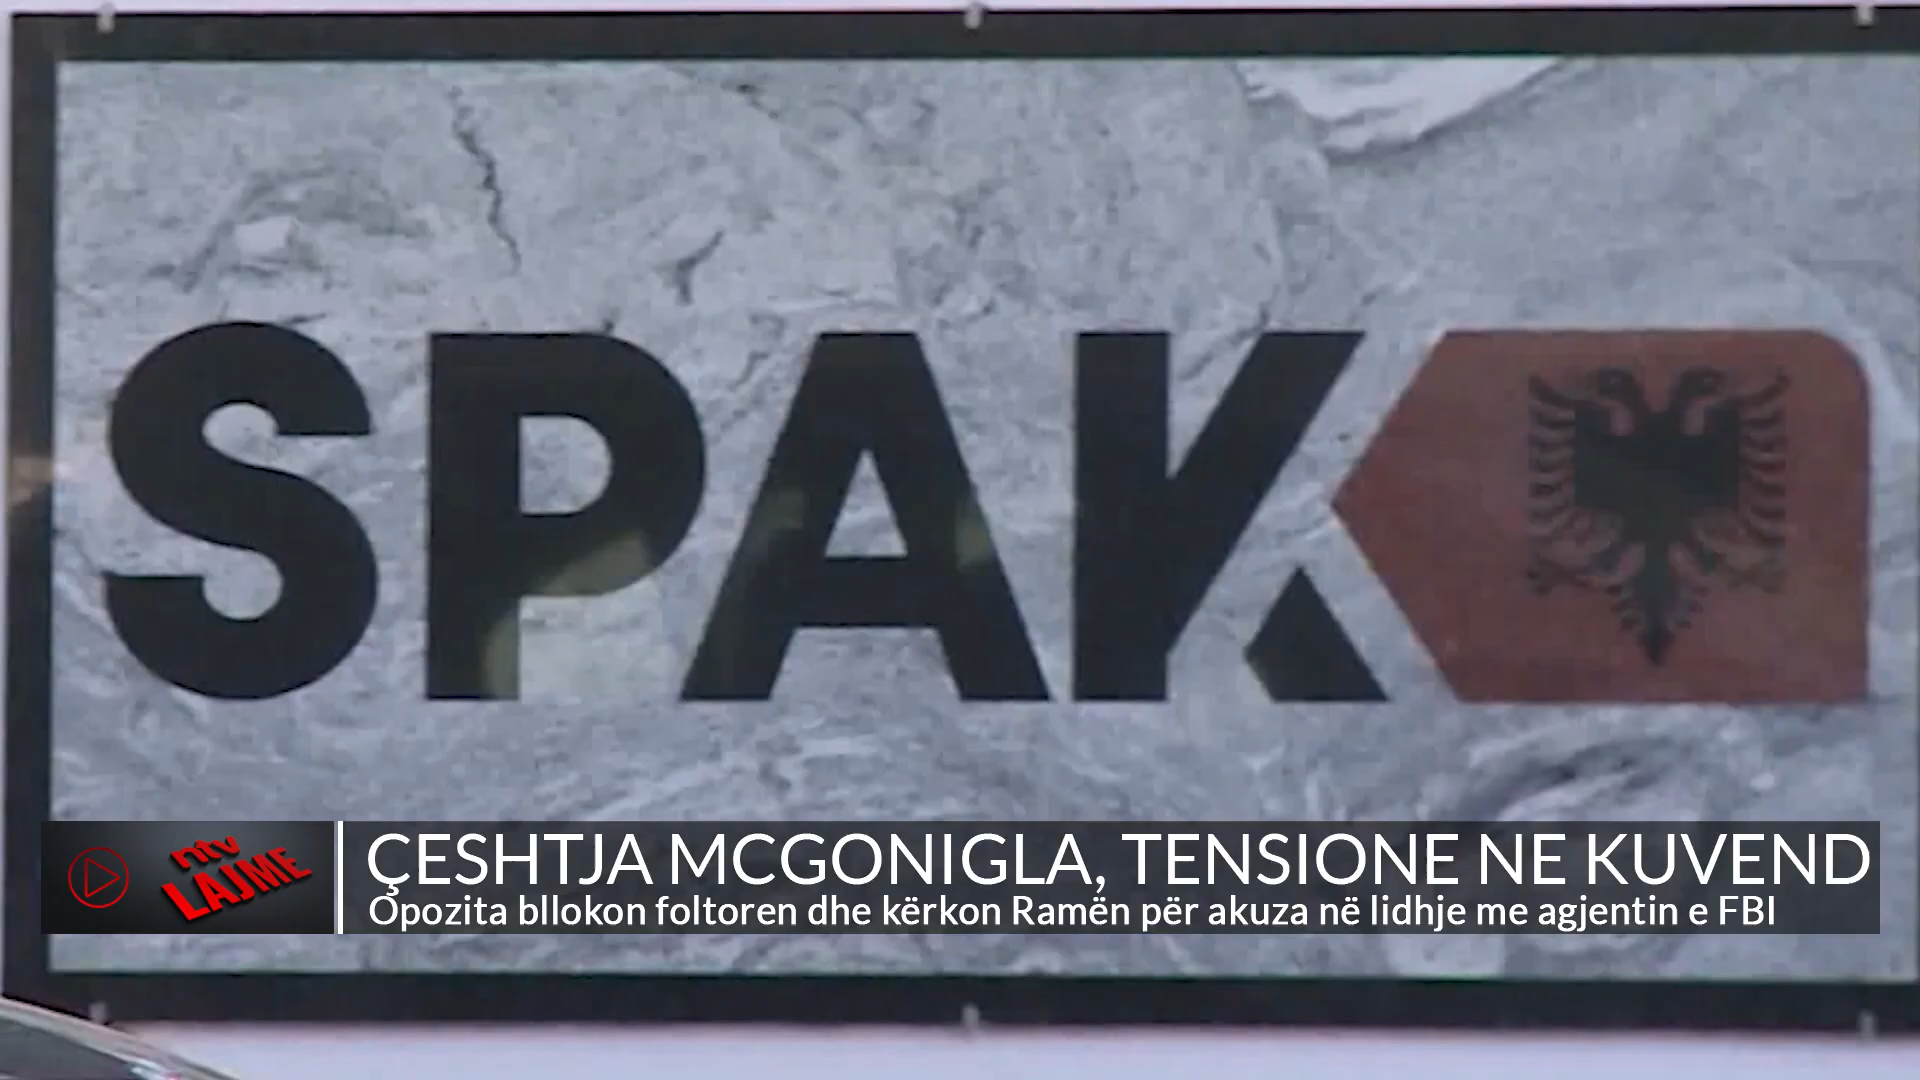 SPAK
ntv
LAJME
ÇESHTJA MCGONIGLA, TENSIONE NE KUVEND
Opozita bllokon foltoren dhe kërkon Ramën për akuza në lidhje me agjentin e FBI